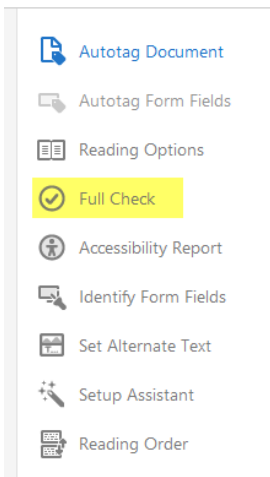 Autotag Document
Autotag Form Fields
Reading Options
Full Check
Accessibility Report
Identify Form Fields
Set Alternate Text
Setup Assistant
Reading Order